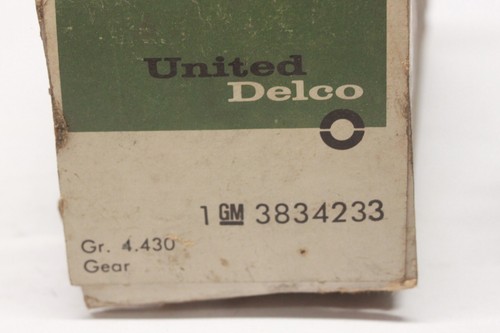 United
Delco
1 GM 3834233
Gr. 4.430
Gear